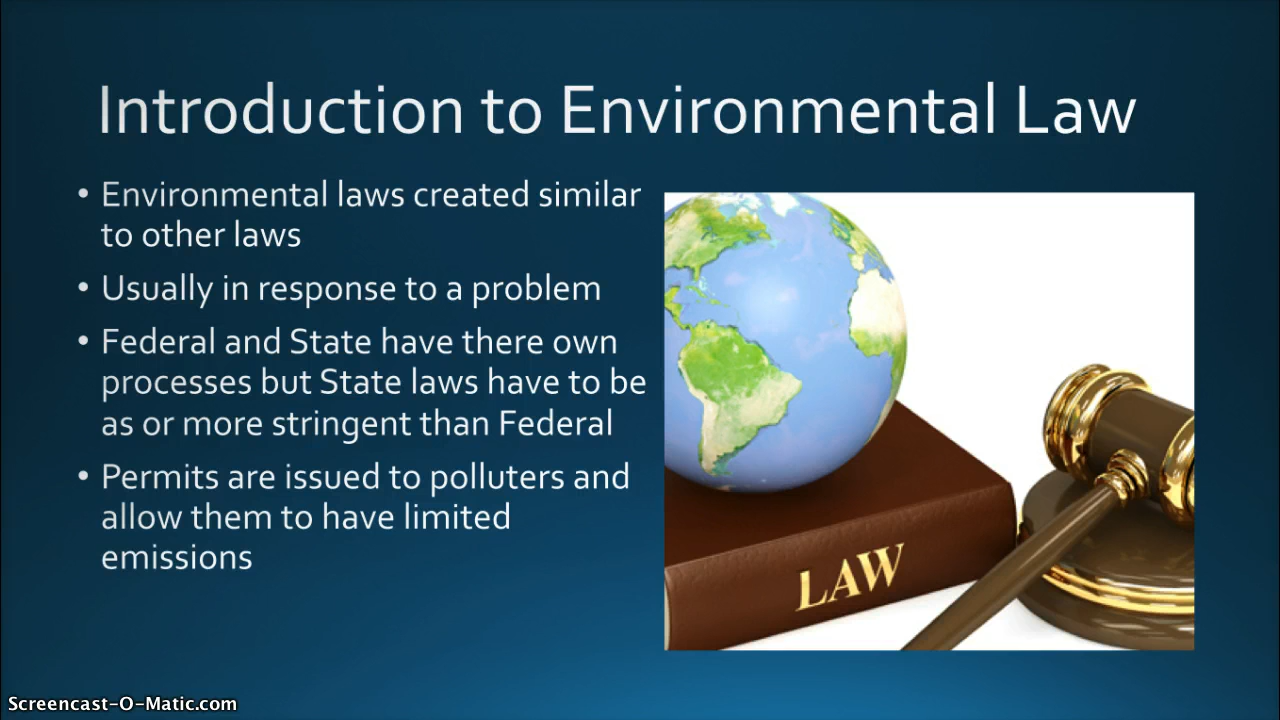 Introduction to Environmental Law
• Environmental laws created similar
to other laws
• Usually in response to a problem
• Federal and State have there own
processes but State laws have to be
as or more stringent than Federal
• Permits are issued to polluters and
allow them to have limited
emissions
LAW
Screencast-O-Matic.com